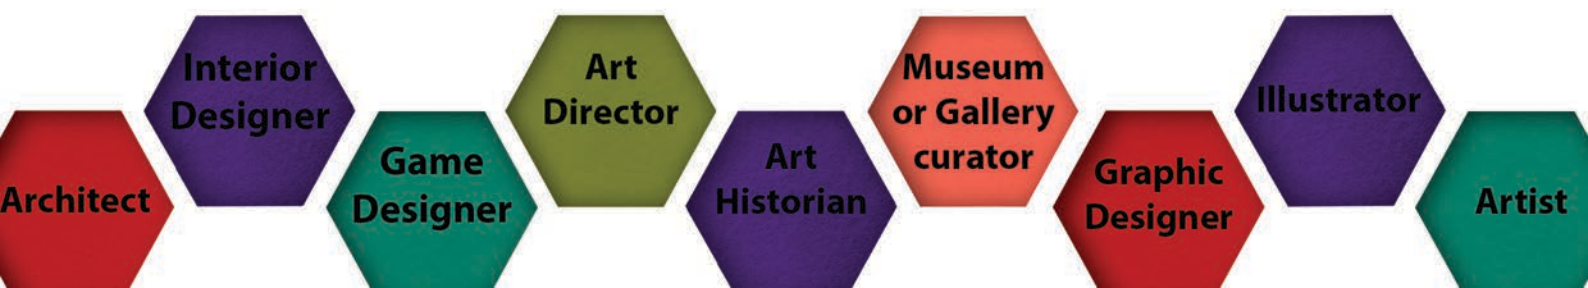 Architect
Interior
Designer
Game
Designer
Art
Director
Art
Historian
Museum
or Gallery
curator
Graphic
Designer
Illustrator
Artist